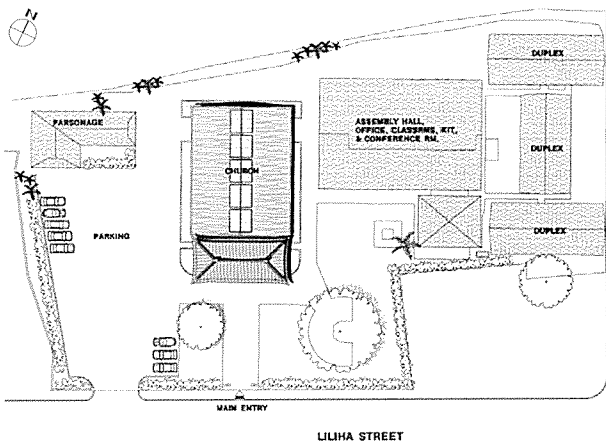 N
DUPLEX
PARSONAGE
ASSEMBLY HALL,
OFFICE, CLASSRMS, KIT,
& CONFERENCE RM.
DUPLEX
CHURCH
DUPLEX
PARKING
MAIN ENTRY
LILIHA STREET